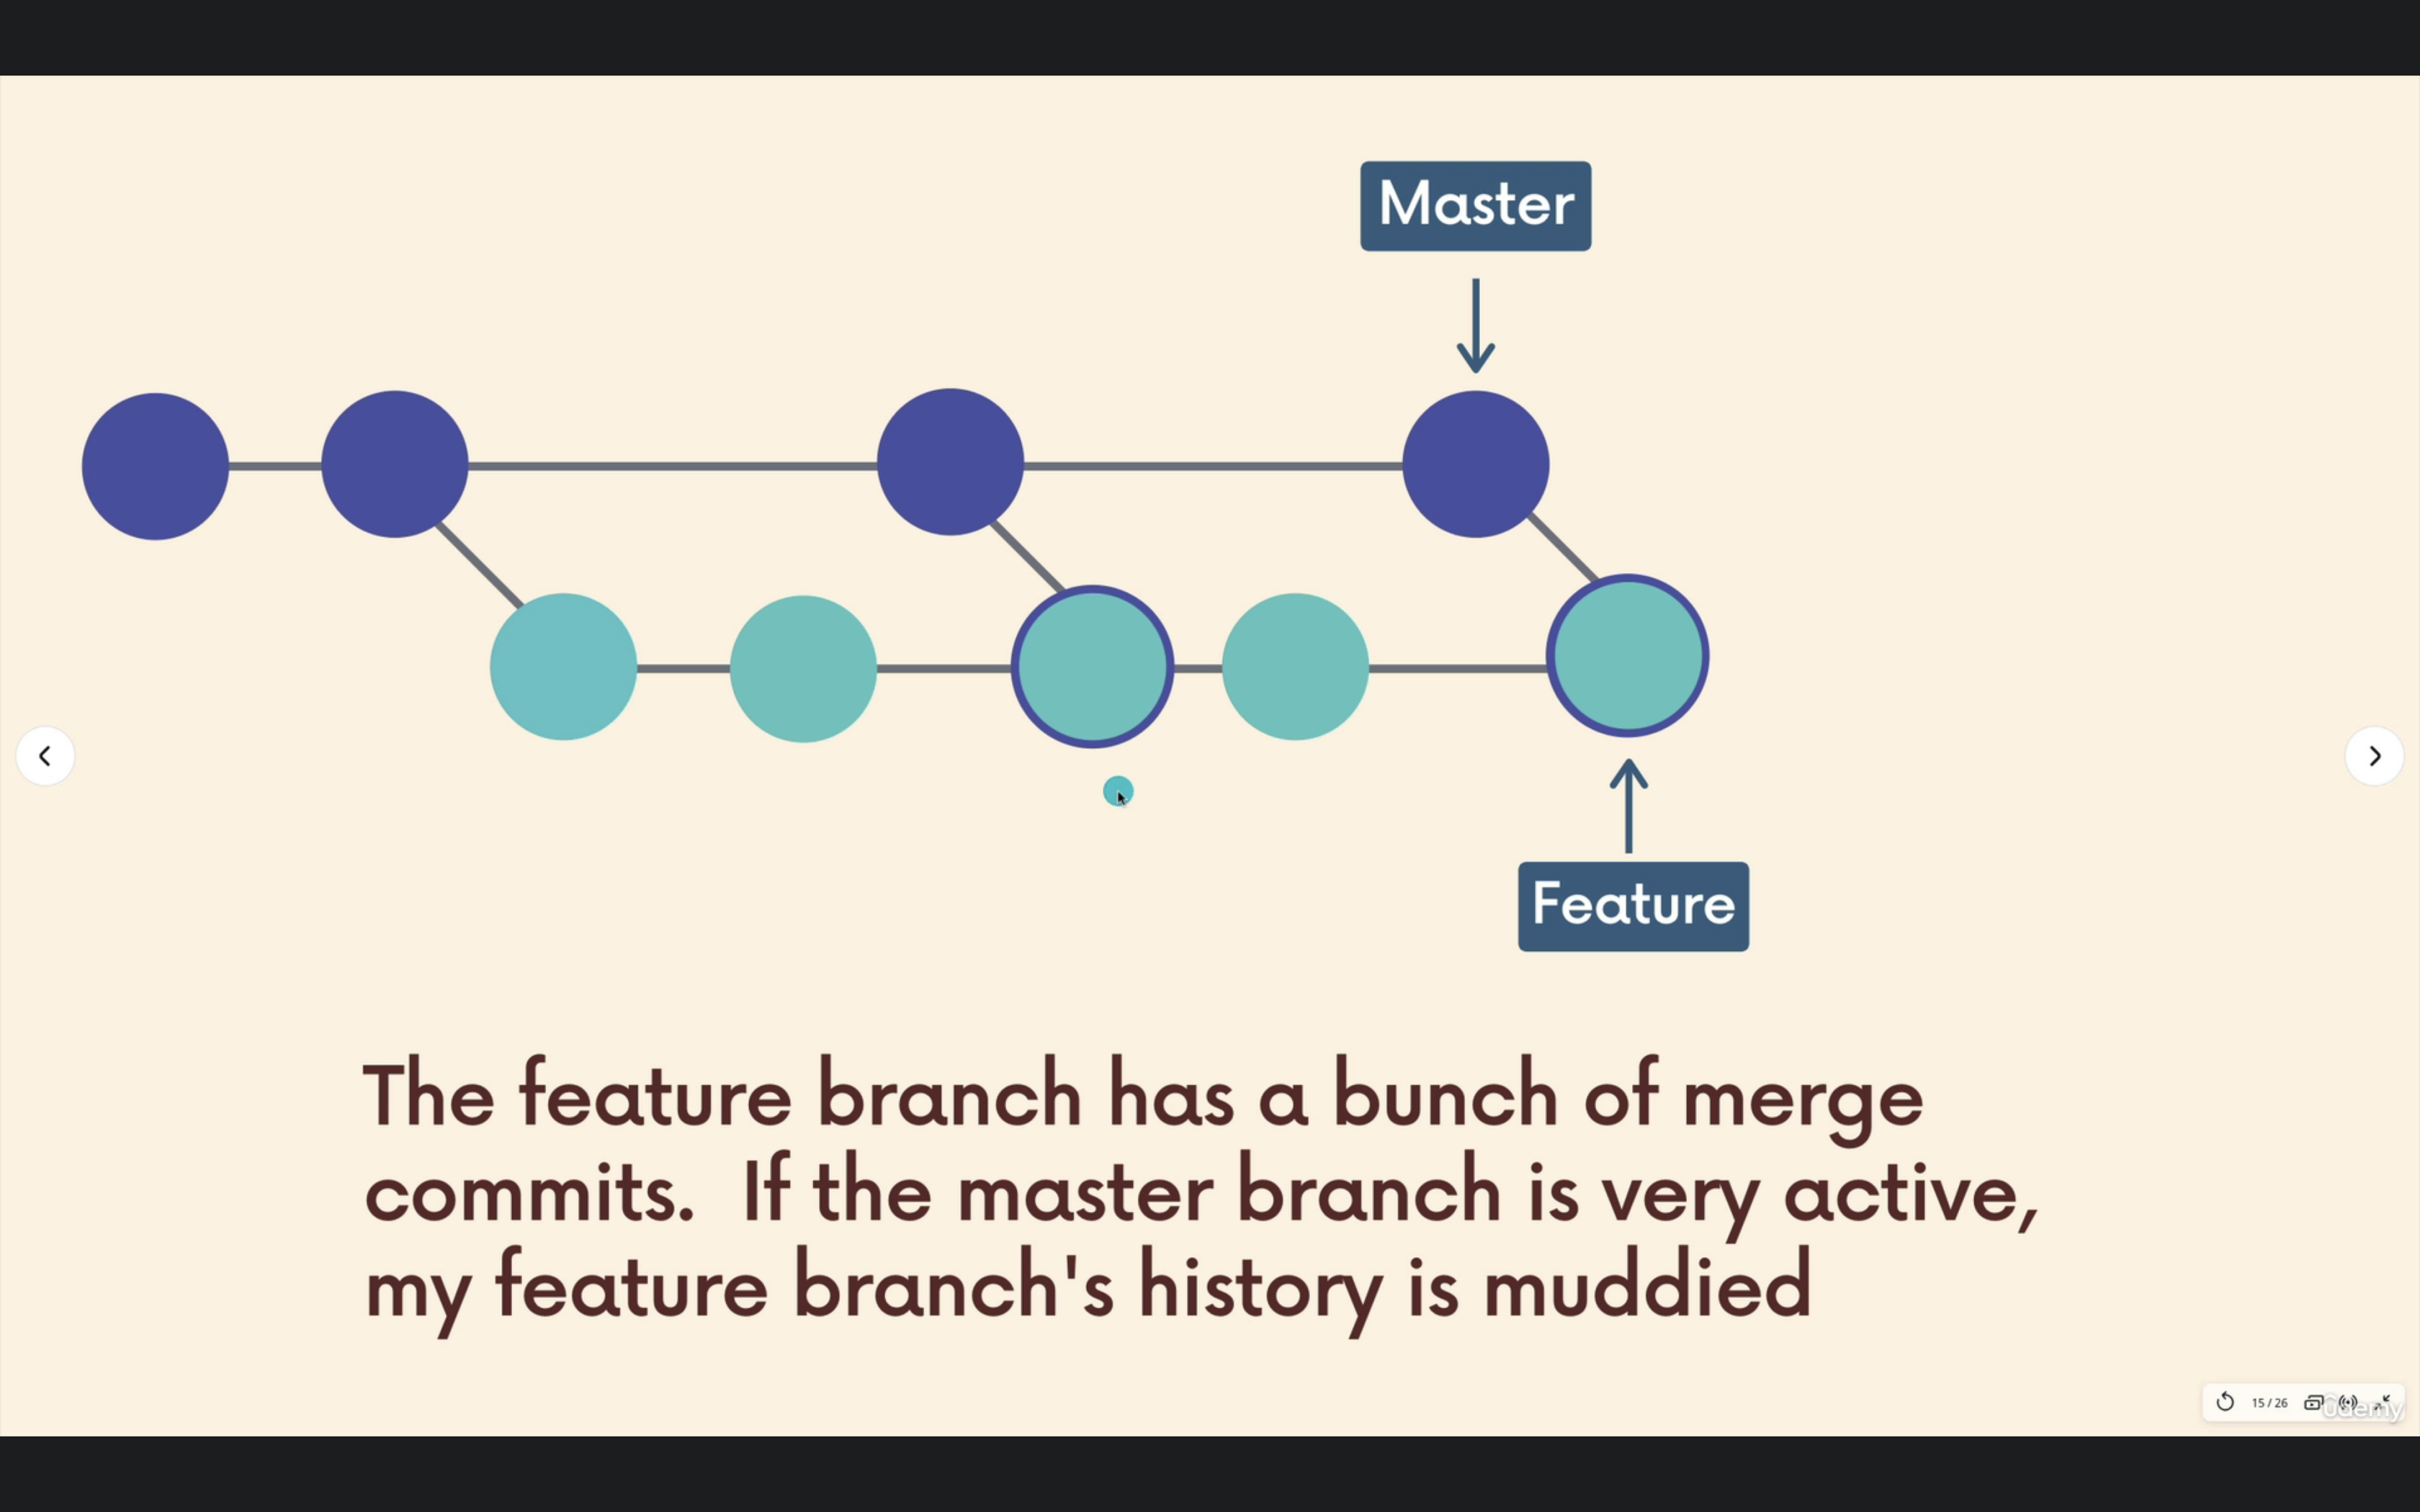 Master
Feature
The feature branch has a bunch of merge
commits.  If the master branch is very active,
my feature branch's history is muddied
15 / 26
udemy